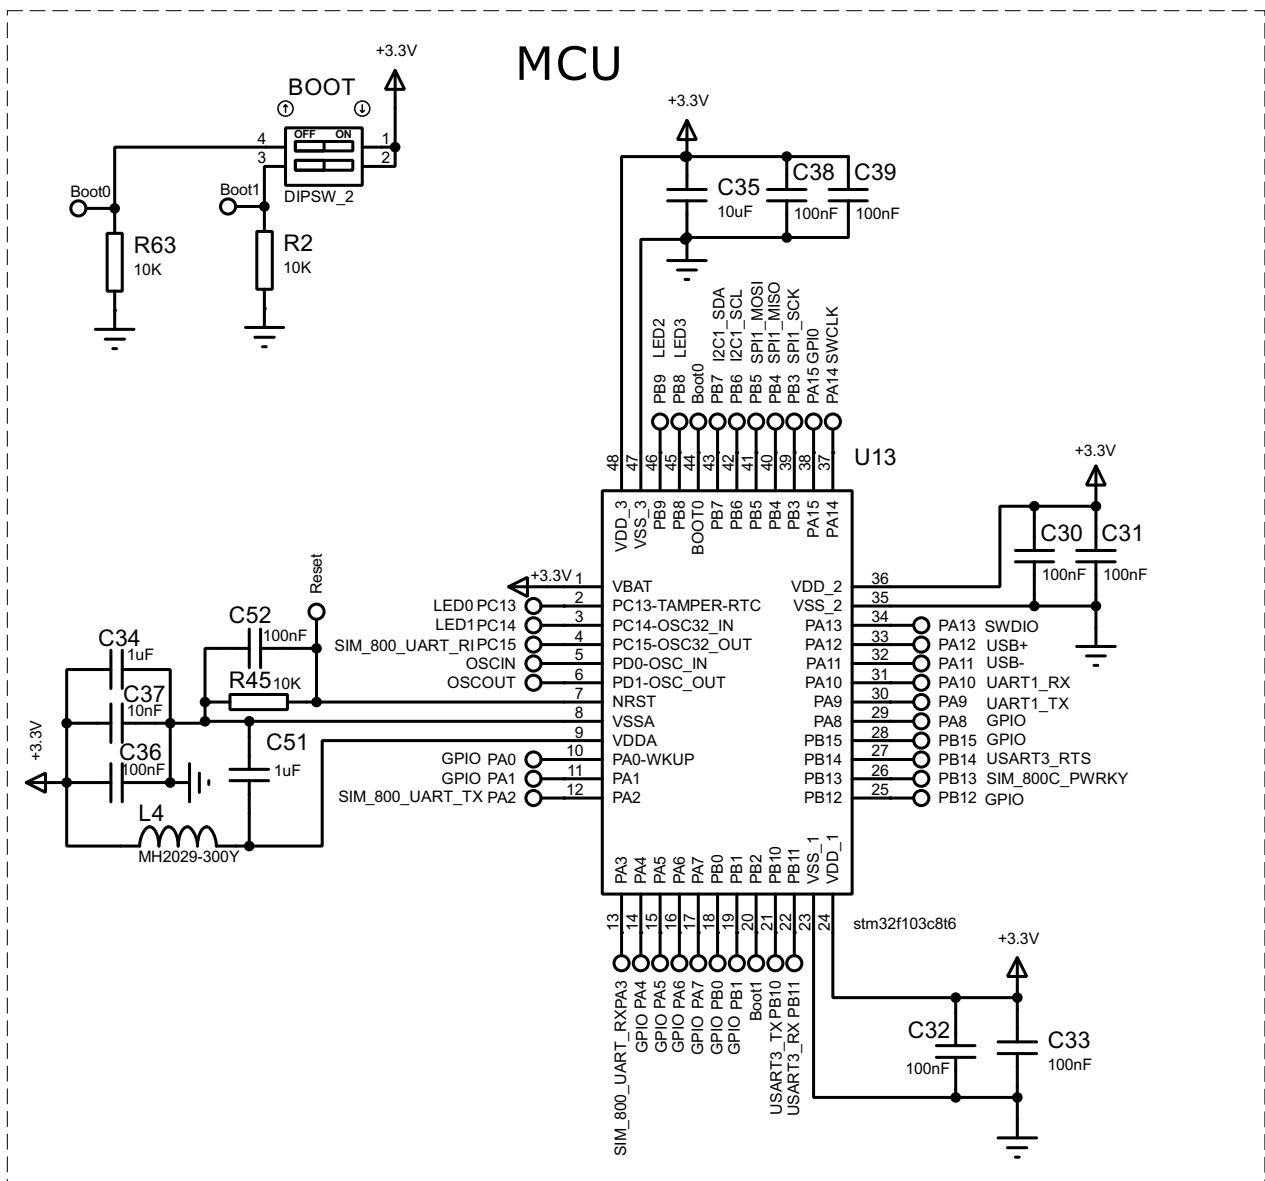 MCU
+3.3V
BOOT
OFF ON
4
3
1
2
DIPSW_2
Boot0
Boot1
R63
10K
R2
10K
+3.3V
C35
10uF
C38
100nF
C39
100nF
PB9 LED2
PB8 LED3
Boot0
PB7 I2C1_SDA
PB6 I2C1_SCL
PB5 SPI1_MOSI
PB4 SPI1_MISO
PB3 SPI1_SCK
PA15 GPI0
PA14 SWCLK
48
47
46
45
44
43
42
41
40
39
38
37
U13
VDD_3
VSS_3
PB9
PB8
BOOT0
PB7
PB6
PB5
PB4
PB3
PA15
PA14
+3.3V
C30
100nF
C31
100nF
+3.3V 1 VBAT
LED0 PC13 2 PC13-TAMPER-RTC
LED1 PC14 3 PC14-OSC32_IN
SIM_800_UART_RI PC15 4 PC15-OSC32_OUT
OSCIN 5 PD0-OSC_IN
OSCOUT 6 PD1-OSC_OUT
7 NRST
8 VSSA
9 VDDA
GPIO PA0 10 PA0-WKUP
GPIO PA1 11 PA1
SIM_800_UART_TX PA2 12 PA2
VDD_2 36
VSS_2 35
PA13 34 PA13 SWDIO
PA12 33 PA12 USB+
PA11 32 PA11 USB-
PA10 31 PA10 UART1_RX
PA9 30 PA9 UART1_TX
PA8 29 PA8 GPIO
PB15 28 PB15 GPIO
PB14 27 PB14 USART3_RTS
PB13 26 PB13 SIM_800C_PWRKY
PB12 25 PB12 GPIO
Reset
C52
100nF
R45 10K
C34
1uF
C37
10nF
C36
100nF
+3.3V
C51
1uF
L4
MH2029-300Y
PA3
PA4
PA5
PA6
PA7
PB0
PB1
PB2
PB10
PB11
VSS_1
VDD_1
13
14
15
16
17
18
19
20
21
22
23
24
stm32f103c8t6
SIM_800_UART_RX PA3
GPIO PA4
GPIO PA5
GPIO PA6
GPIO PA7
GPIO PB0
GPIO PB1
Boot1
USART3_TX PB10
USART3_RX PB11
+3.3V
C32
100nF
C33
100nF